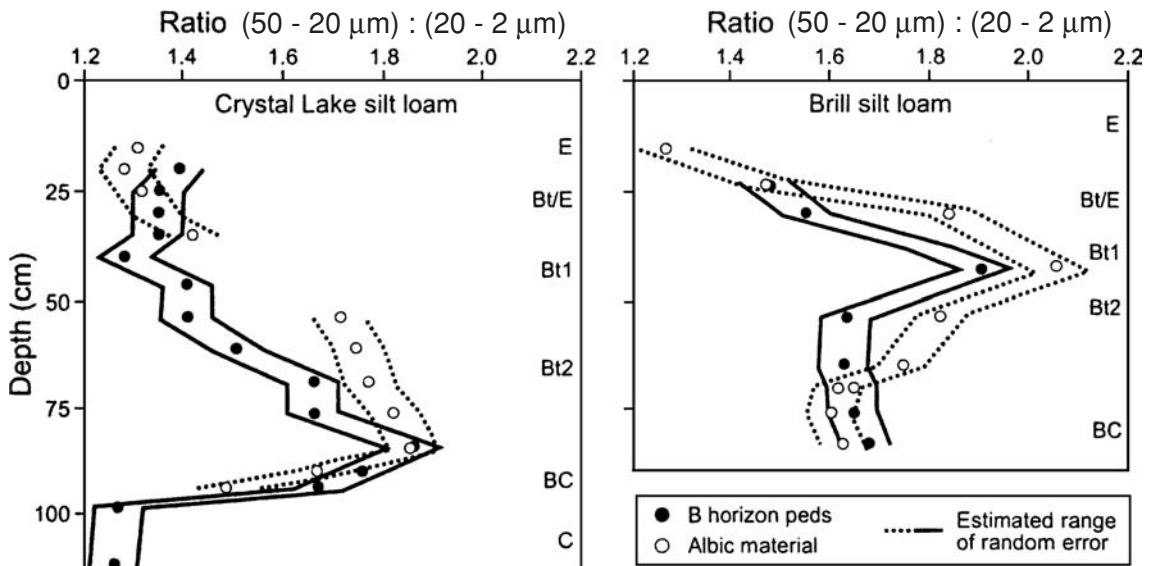 Ratio (50 - 20 μm) : (20 - 2 μm)
1.2 1.4 1.6 1.8 2.0 2.2
Crystal Lake silt loam
Depth (cm)
0
25
50
75
100
E
Bt/E
Bt1
Bt2
BC
C
Ratio (50 - 20 μm) : (20 - 2 μm)
1.2 1.4 1.6 1.8 2.0 2.2
Brill silt loam
E
Bt/E
Bt1
Bt2
BC
B horizon peds
Albic material
Estimated range
of random error